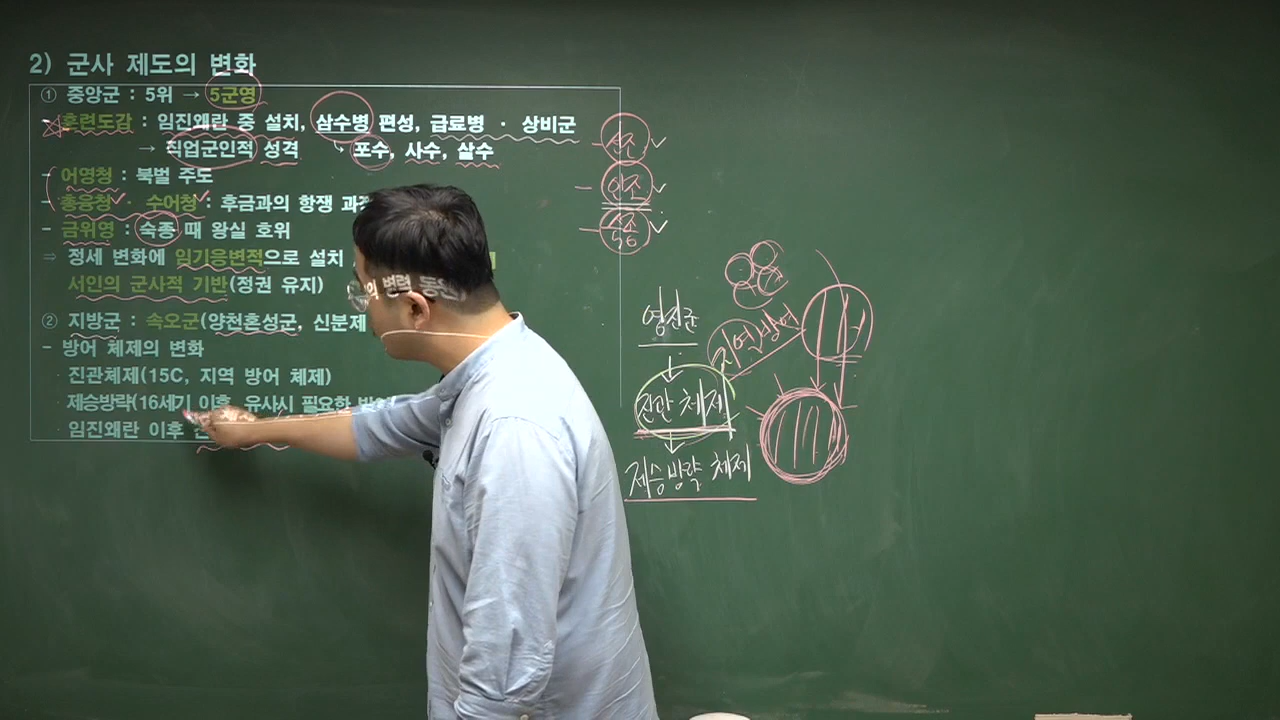 2) 군사 제도의 변화
① 중앙군 : 5위 → 5군영
- 훈련도감 : 임진왜란 중 설치, 삼수병 편성, 급료병 · 상비군
→ 직업군인적 성격 포수, 사수, 살수
- 어영청 : 북벌 주도
- 총융청 · 수어청 : 후금과의 항쟁
- 금위영 : 숙종 때 왕실 호위
⇒ 정세 변화에 임기응변적으로 설치
의 병력 동원
서인의 군사적 기반(정권 유지)
② 지방군 : 속오군(양천혼성군, 신분제
- 방어 체제의 변화
· 진관체제(15C, 지역 방어 체제)
· 제승방략(16세기 이후, 유사시 필요한
· 임진왜란 이후
- 선조
- 인조
- 숙종
영진군
지역방어
진관 체제
제승방략 체제